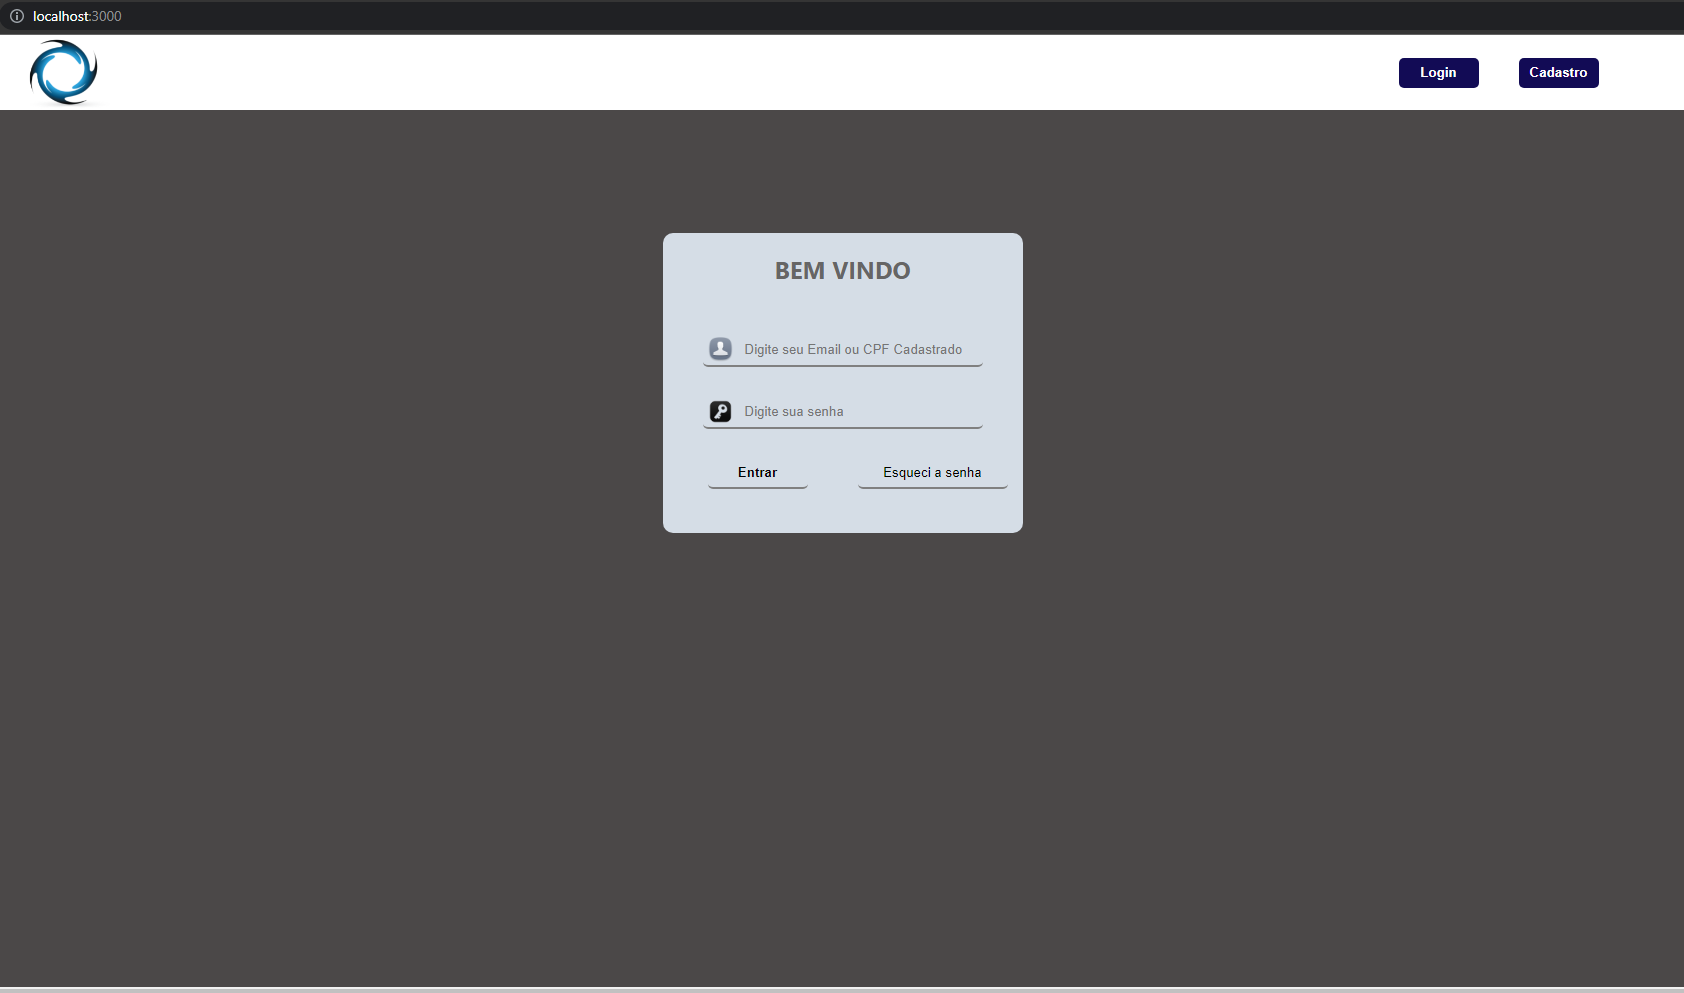 localhost:3000
Login
Cadastro
BEM VINDO
Digite seu Email ou CPF Cadastrado
Digite sua senha
Entrar
Esqueci a senha